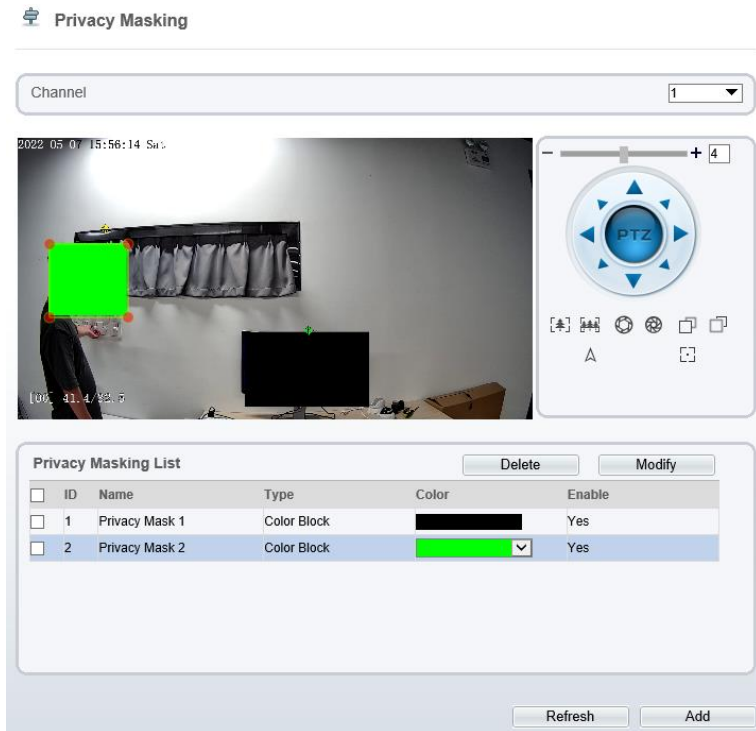 Privacy Masking
Channel
1
2022 05 07 15:56:14 Sat
4
PTZ
Privacy Masking List
Delete
Modify
ID Name Type Color Enable
1 Privacy Mask 1 Color Block Yes
2 Privacy Mask 2 Color Block Yes
Refresh
Add